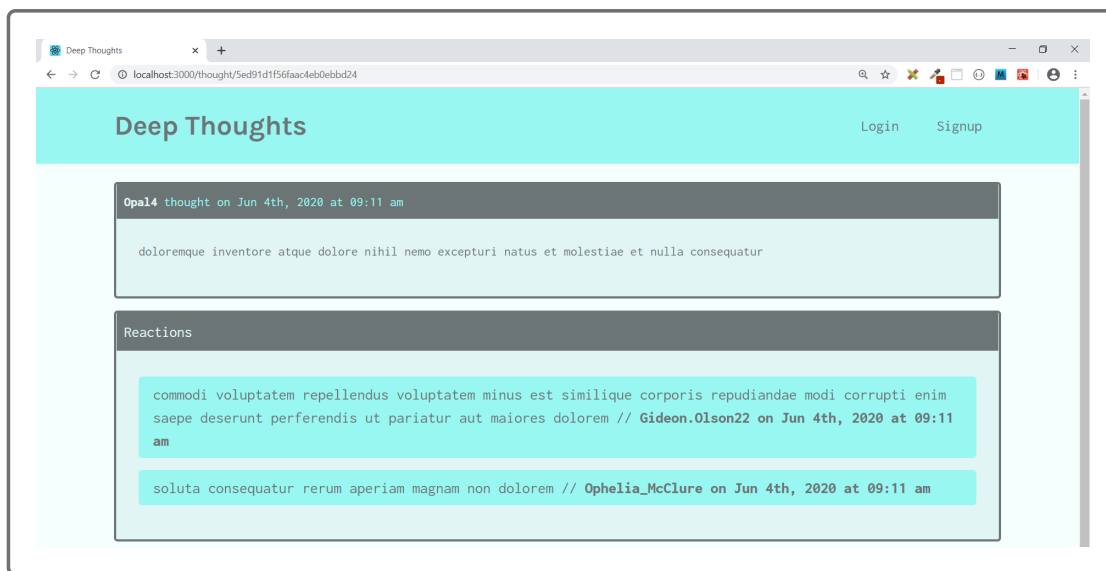 Deep Thoughts
localhost:3000/thought/5ed91d1f56faac4eb0ebbd24
Deep Thoughts
Login Signup
Opal4 thought on Jun 4th, 2020 at 09:11 am
doloremque inventore atque dolore nihil nemo excepturi natus et molestiae et nulla consequatur
Reactions
commodi voluptatem repellendus voluptatem minus est similique corporis repudiandae modi corrupti enim
saepe deserunt perferendis ut pariatur aut maiores dolorem // Gideon.Olson22 on Jun 4th, 2020 at 09:11
am
soluta consequatur rerum aperiam magnam non dolorem // Ophelia_McClure on Jun 4th, 2020 at 09:11 am